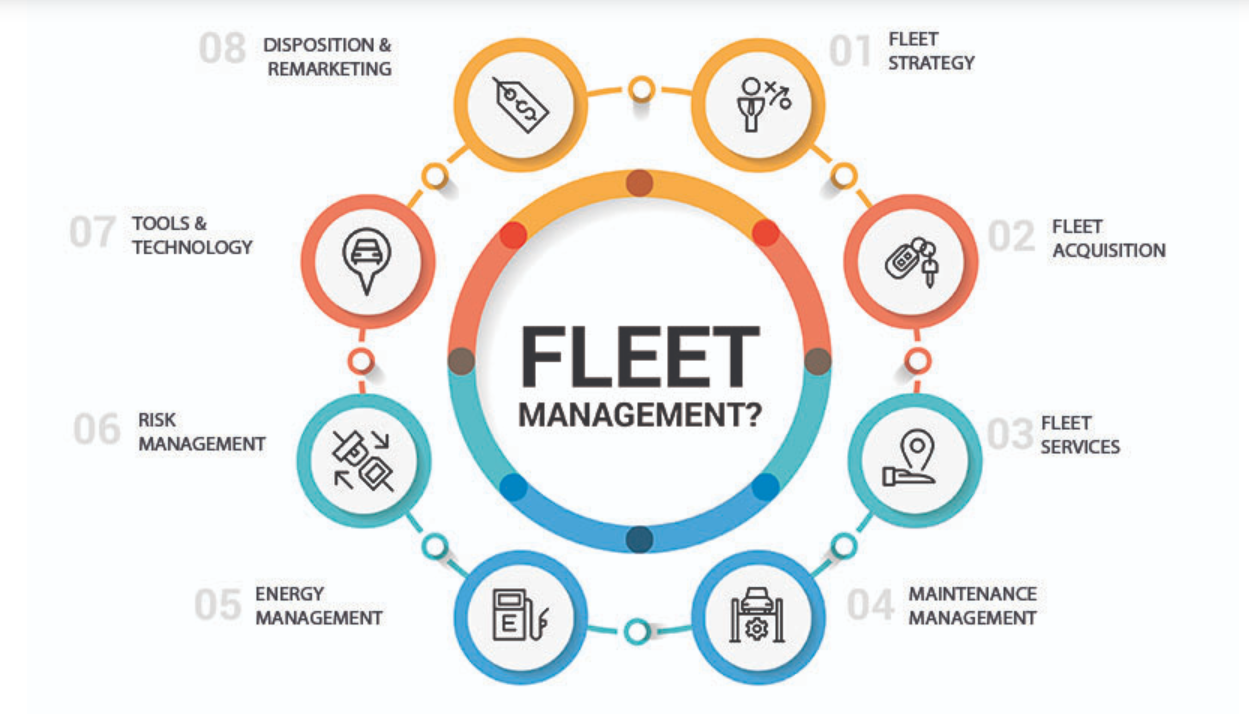 FLEET
MANAGEMENT?
01
FLEET
STRATEGY
02
FLEET
ACQUISITION
03
FLEET
SERVICES
04
MAINTENANCE
MANAGEMENT
05
ENERGY
MANAGEMENT
E
06
RISK
MANAGEMENT
07
TOOLS &
TECHNOLOGY
08
DISPOSITION &
REMARKETING
$